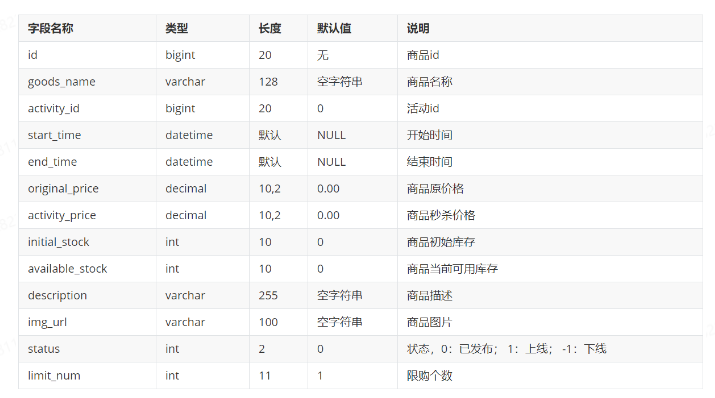 字段名称 类型 长度 默认值 说明
id bigint 20 无 商品id
goods_name varchar 128 空字符串 商品名称
activity_id bigint 20 0 活动id
start_time datetime 默认 NULL 开始时间
end_time datetime 默认 NULL 结束时间
original_price decimal 10,2 0.00 商品原价格
activity_price decimal 10,2 0.00 商品秒杀价格
initial_stock int 10 0 商品初始库存
available_stock int 10 0 商品当前可用库存
description varchar 255 空字符串 商品描述
img_url varchar 100 空字符串 商品图片
status int 2 0 状态，0：已发布； 1：上线； -1：下线
limit_num int 11 1 限购个数